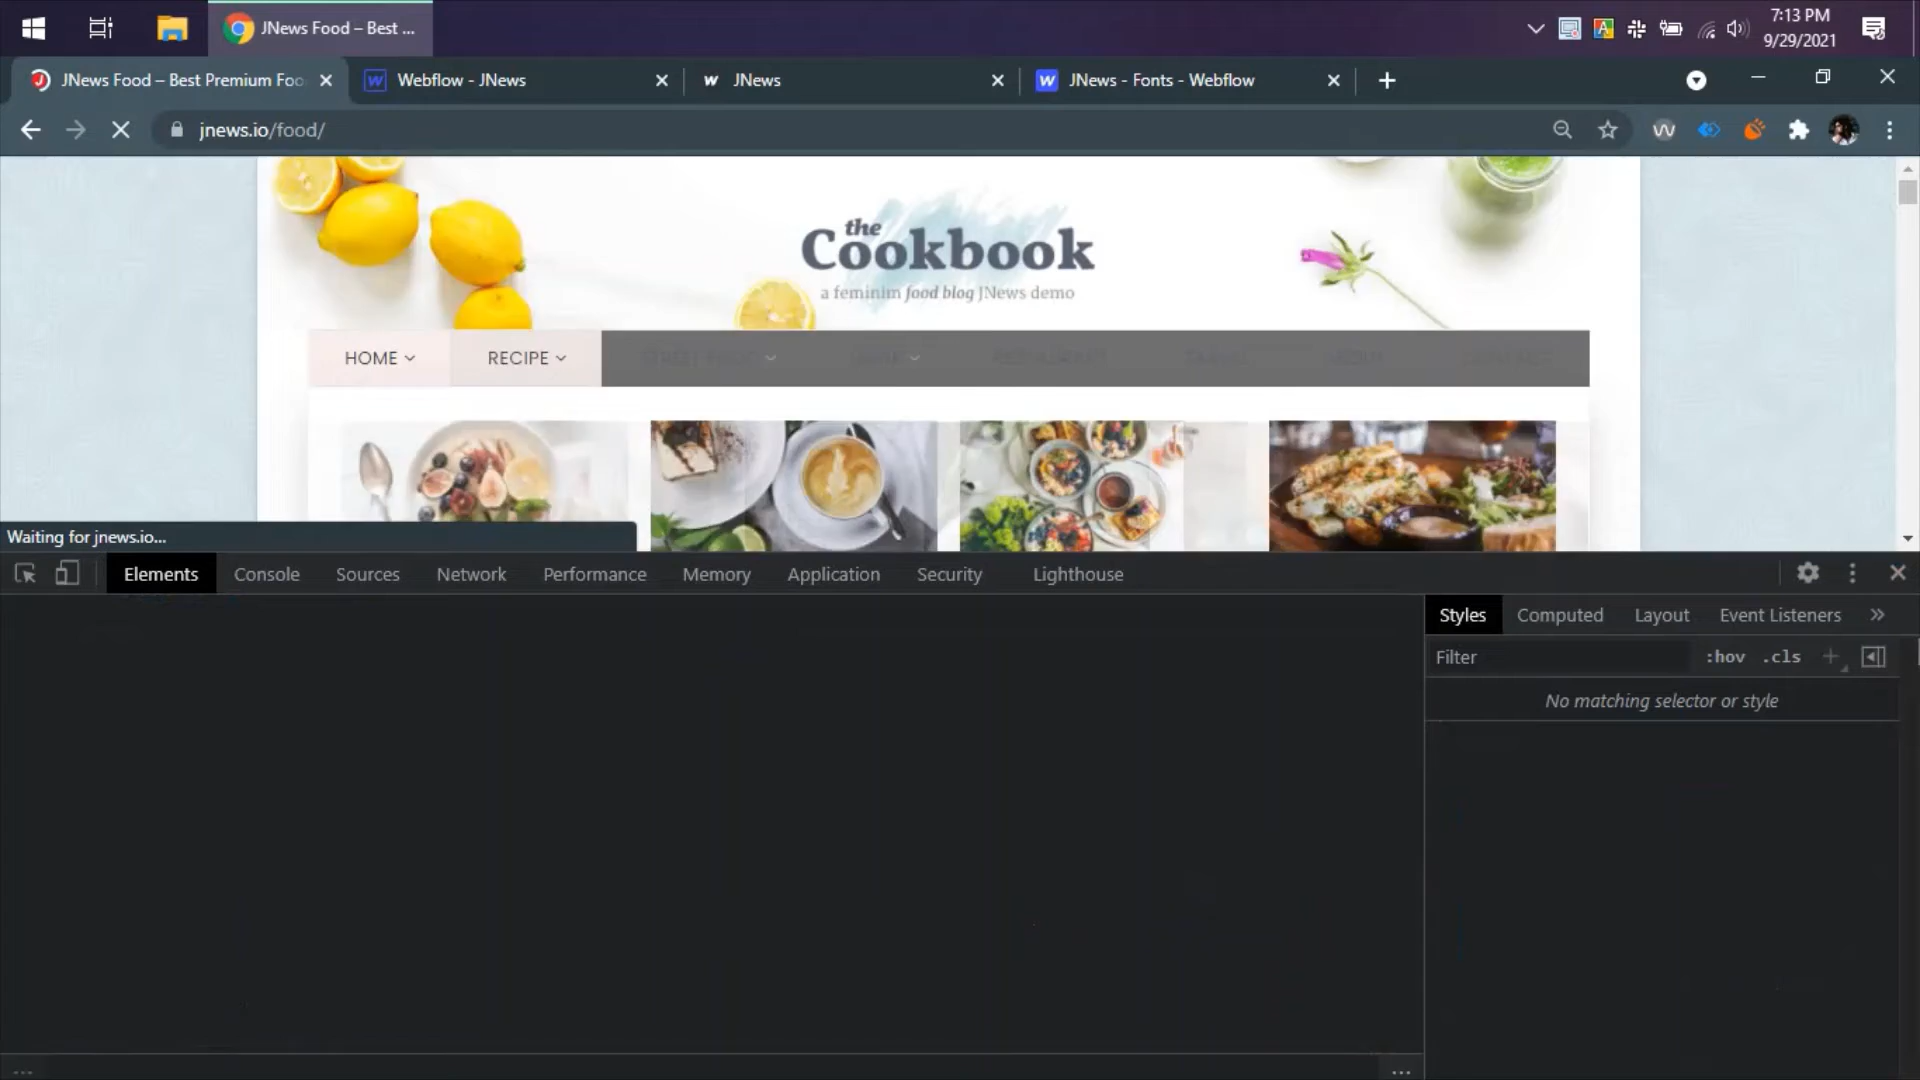 JNews Food – Best ...
7:13 PM
9/29/2021
JNews Food – Best Premium Foo
Webflow - JNews
JNews
JNews - Fonts - Webflow
jnews.io/food/
the
Cookbook
a feminim food blog JNews demo
HOME
RECIPE
Waiting for jnews.io...
Elements
Console
Sources
Network
Performance
Memory
Application
Security
Lighthouse
Styles
Computed
Layout
Event Listeners
Filter
:hov
.cls
No matching selector or style
...
...